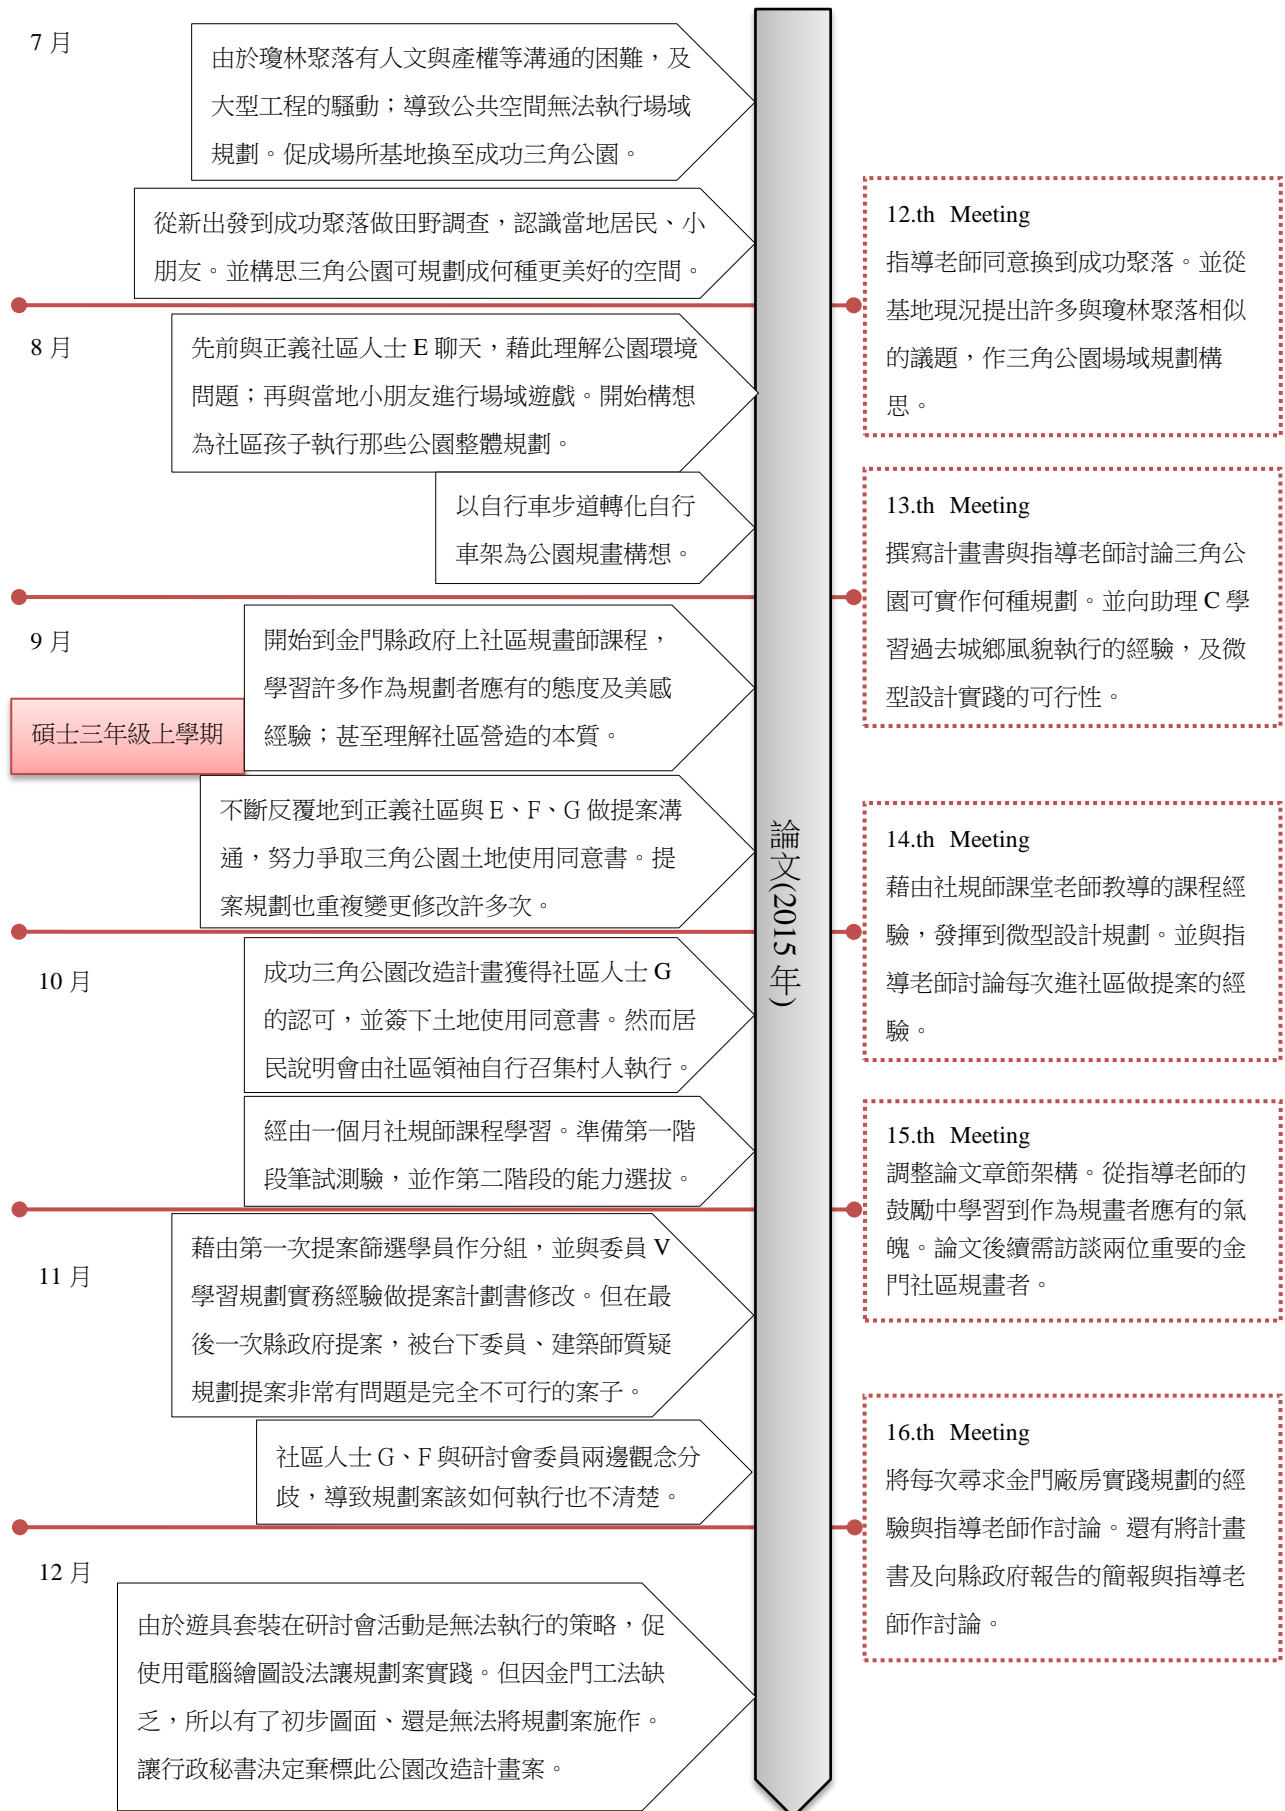 7 月
由於瓊林聚落有人文與產權等溝通的困難，及
大型工程的騷動；導致公共空間無法執行場域
規劃。促成場所基地換至成功三角公園。
從新出發到成功聚落做田野調查，認識當地居民、小
朋友。並構思三角公園可規劃成何種更美好的空間。
12.th Meeting
指導老師同意換到成功聚落。並從
基地現況提出許多與瓊林聚落相似
的議題，作三角公園場域規劃構
思。
8 月
先前與正義社區人士 E 聊天，藉此理解公園環境
問題；再與當地小朋友進行場域遊戲。開始構想
為社區孩子執行那些公園整體規劃。
以自行車步道轉化自行
車架為公園規畫構想。
13.th Meeting
撰寫計畫書與指導老師討論三角公
園可實作何種規劃。並向助理 C 學
習過去城鄉風貌執行的經驗，及微
型設計實踐的可行性。
9 月
開始到金門縣政府上社區規畫師課程，
學習許多作為規劃者應有的態度及美感
經驗；甚至理解社區營造的本質。
碩士三年級上學期
不斷反覆地到正義社區與 E、F、G 做提案溝
通，努力爭取三角公園土地使用同意書。提
案規劃也重複變更修改許多次。
論文(2015 年)
14.th Meeting
藉由社規師課堂老師教導的課程經
驗，發揮到微型設計規劃。並與指
導老師討論每次進社區做提案的經
驗。
10 月
成功三角公園改造計畫獲得社區人士 G
的認可，並簽下土地使用同意書。然而居
民說明會由社區領袖自行召集村人執行。
經由一個月社規師課程學習。準備第一階
段筆試測驗，並作第二階段的能力選拔。
15.th Meeting
調整論文章節架構。從指導老師的
鼓勵中學習到作為規畫者應有的氣
魄。論文後續需訪談兩位重要的金
門社區規畫者。
11 月
藉由第一次提案篩選學員作分組，並與委員 V
學習規劃實務經驗做提案計劃書修改。但在最
後一次縣政府提案，被台下委員、建築師質疑
規劃提案非常有問題是完全不可行的案子。
社區人士 G、F 與研討會委員兩邊觀念分
歧，導致規劃案該如何執行也不清楚。
16.th Meeting
將每次尋求金門廠房實踐規劃的經
驗與指導老師作討論。還有將計畫
書及向縣政府報告的簡報與指導老
師作討論。
12 月
由於遊具套裝在研討會活動是無法執行的策略，促
使用電腦繪圖設法讓規劃案實踐。但因金門工法缺
乏，所以有了初步圖面、還是無法將規劃案施作。
讓行政秘書決定棄標此公園改造計畫案。